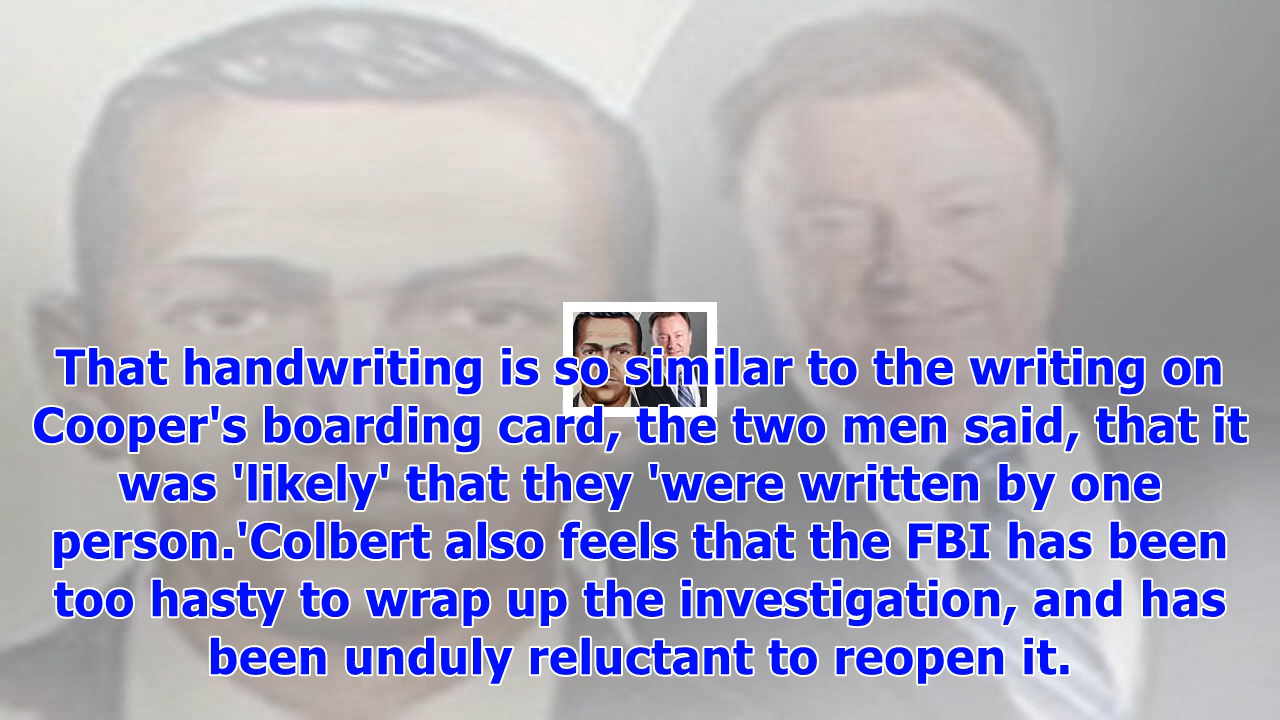 That handwriting is so similar to the writing on
Cooper's boarding card, the two men said, that it
was 'likely' that they 'were written by one
person.'Colbert also feels that the FBI has been
too hasty to wrap up the investigation, and has
been unduly reluctant to reopen it.